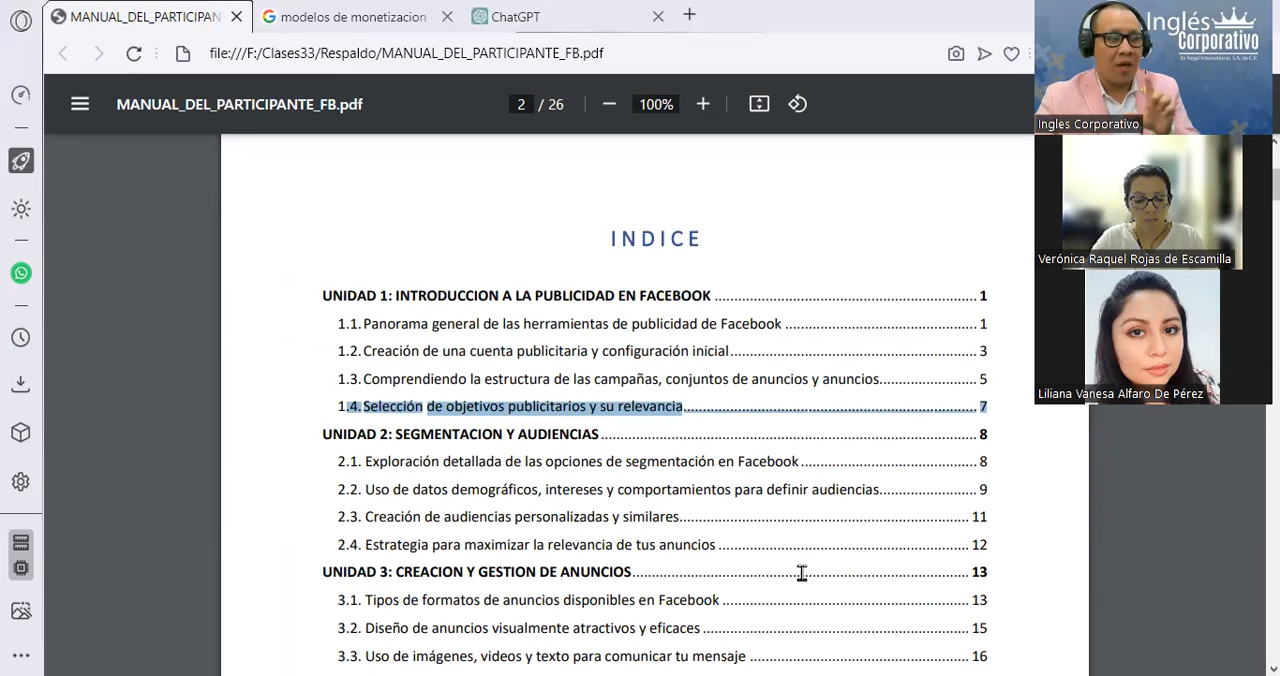 MANUAL_DEL_PARTICIPAN
modelos de monetizacion
ChatGPT
file:///F:/Clases33/Respaldo/MANUAL_DEL_PARTICIPANTE_FB.pdf
MANUAL_DEL_PARTICIPANTE_FB.pdf
2 / 26
100%
INDICE
UNIDAD 1: INTRODUCCION A LA PUBLICIDAD EN FACEBOOK 1
1.1. Panorama general de las herramientas de publicidad de Facebook 1
1.2. Creación de una cuenta publicitaria y configuración inicial 3
1.3. Comprendiendo la estructura de las campañas, conjuntos de anuncios y anuncios 5
1.4. Selección de objetivos publicitarios y su relevancia 7
UNIDAD 2: SEGMENTACION Y AUDIENCIAS 8
2.1. Exploración detallada de las opciones de segmentación en Facebook 8
2.2. Uso de datos demográficos, intereses y comportamientos para definir audiencias 9
2.3. Creación de audiencias personalizadas y similares 11
2.4. Estrategia para maximizar la relevancia de tus anuncios 12
UNIDAD 3: CREACION Y GESTION DE ANUNCIOS 13
3.1. Tipos de formatos de anuncios disponibles en Facebook 13
3.2. Diseño de anuncios visualmente atractivos y eficaces 15
3.3. Uso de imágenes, videos y texto para comunicar tu mensaje 16
Inglés
Corporativo
By Regal International, S.A. de C.V.
Ingles Corporativo
Verónica Raquel Rojas de Escamilla
Liliana Vanesa Alfaro De Pérez